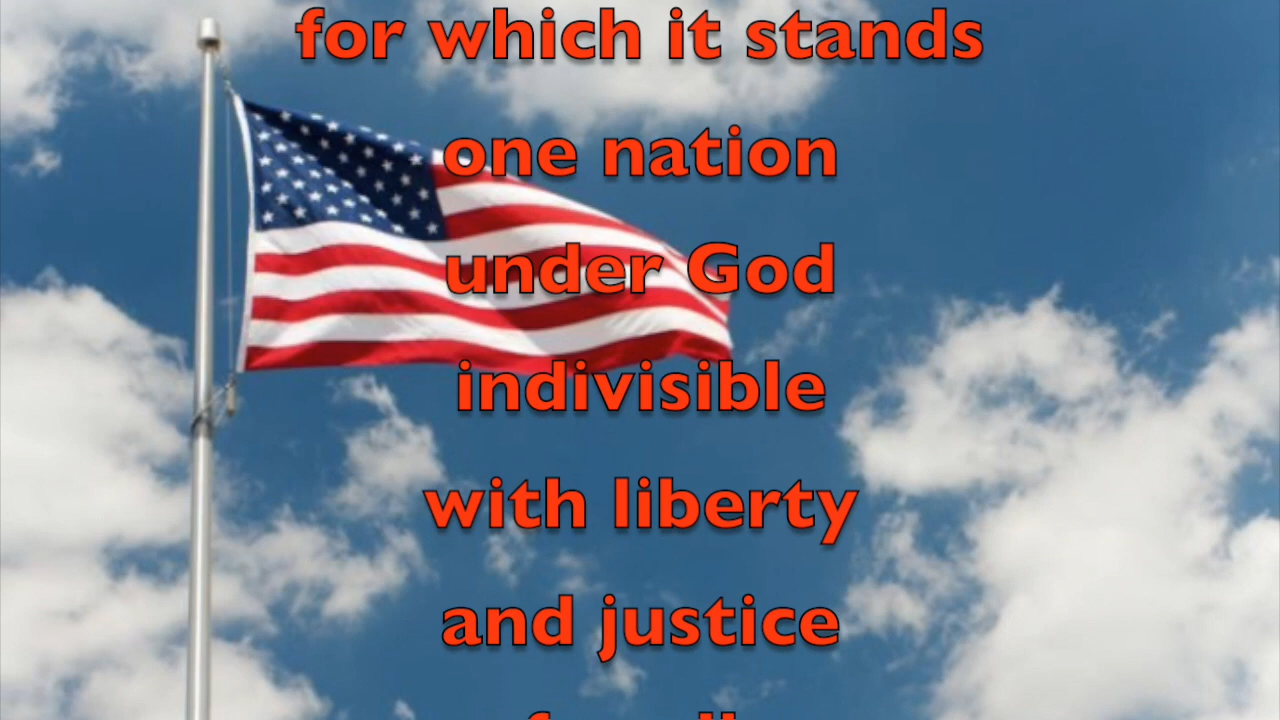 for which it stands
one nation
under God
indivisible
with liberty
and justice